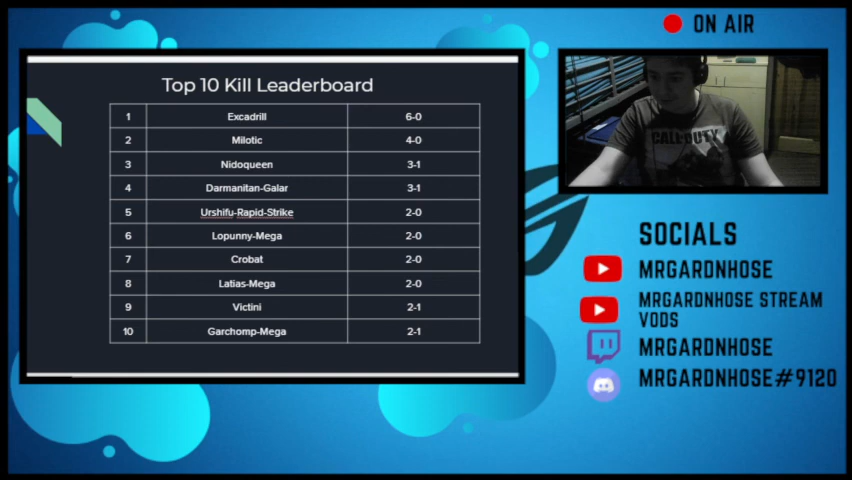 ON AIR
Top 10 Kill Leaderboard
1 Excadrill 6-0
2 Milotic 4-0
3 Nidoqueen 3-1
4 Darmanitan-Galar 3-1
5 Urshifu-Rapid-Strike 2-0
6 Lopunny-Mega 2-0
7 Crobat 2-0
8 Latias-Mega 2-0
9 Victini 2-1
10 Garchomp-Mega 2-1
CALL OF DUTY
SOCIALS
MRGARDNHOSE
MRGARDNHOSE STREAM
VODS
MRGARDNHOSE
MRGARDNHOSE#9120